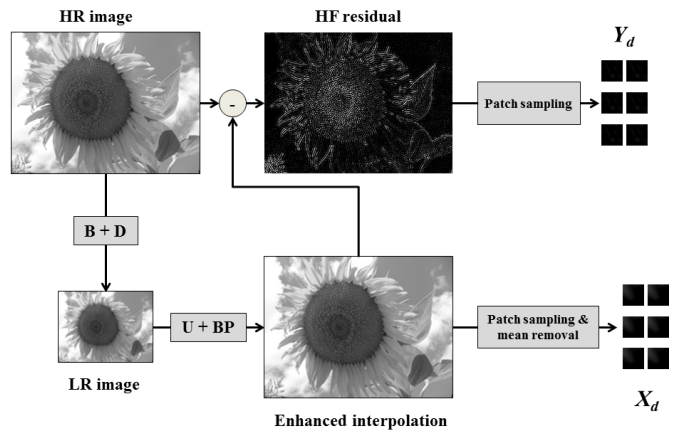 HR image
HF residual
Y_d
-
Patch sampling
B + D
U + BP
Patch sampling &
mean removal
LR image
Enhanced interpolation
X_d